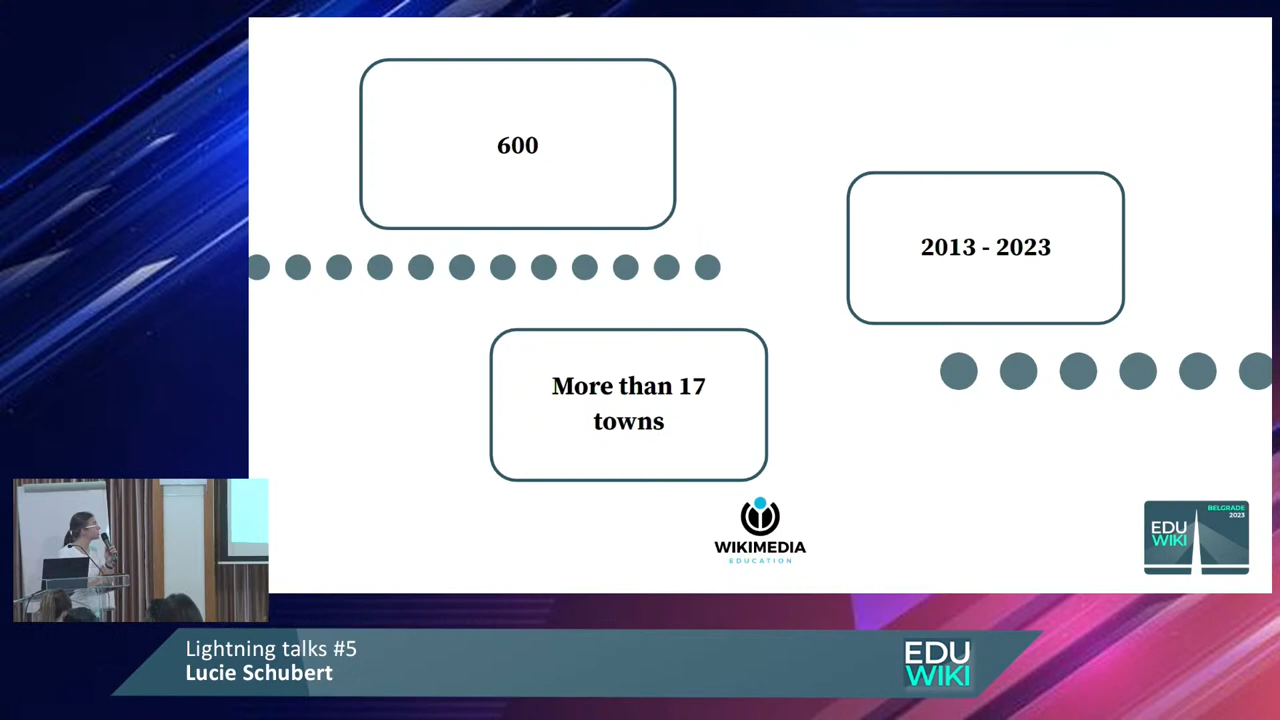 600
2013 - 2023
More than 17
towns
WIKIMEDIA
EDUCATION
BELGRADE
2023
EDU
WIKI
Lightning talks #5
Lucie Schubert
EDU
WIKI